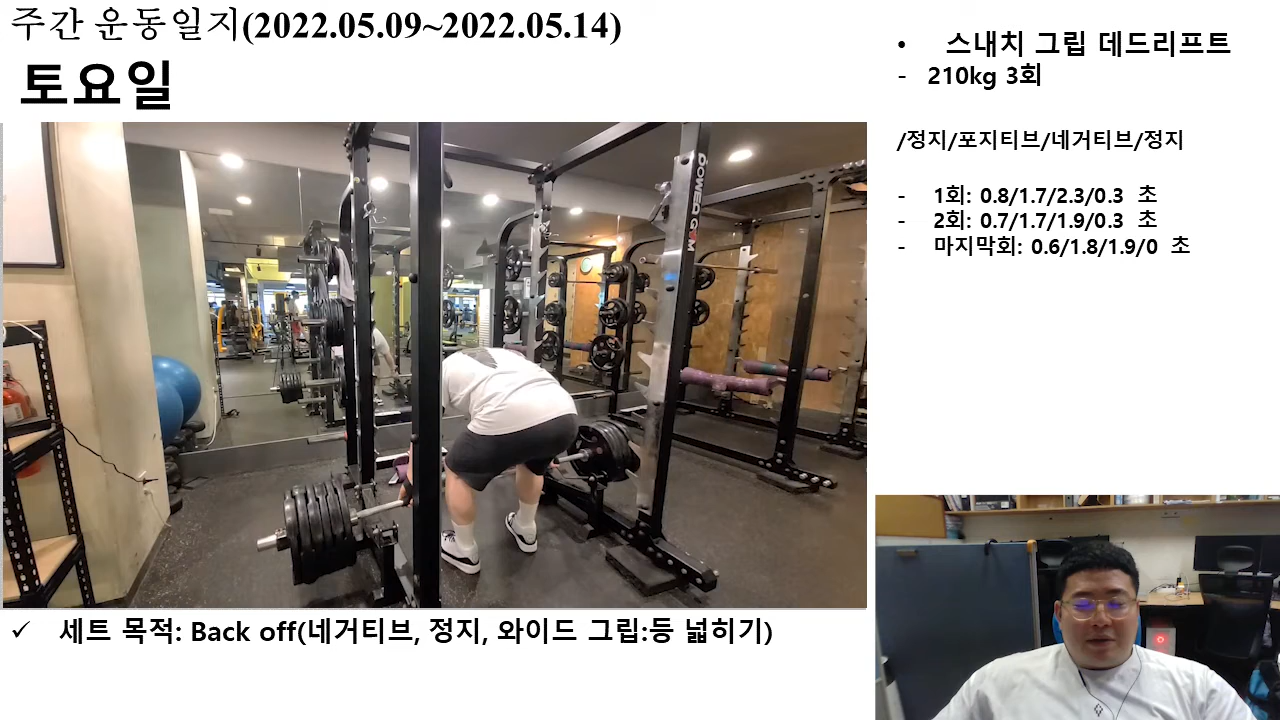 주간 운동일지(2022.05.09~2022.05.14)
토요일
• 스내치 그립 데드리프트
- 210kg 3회
/정지/포지티브/네거티브/정지
- 1회: 0.8/1.7/2.3/0.3 초
- 2회: 0.7/1.7/1.9/0.3 초
- 마지막회: 0.6/1.8/1.9/0 초
POWER GYM
✓ 세트 목적: Back off(네거티브, 정지, 와이드 그립:등 넓히기)